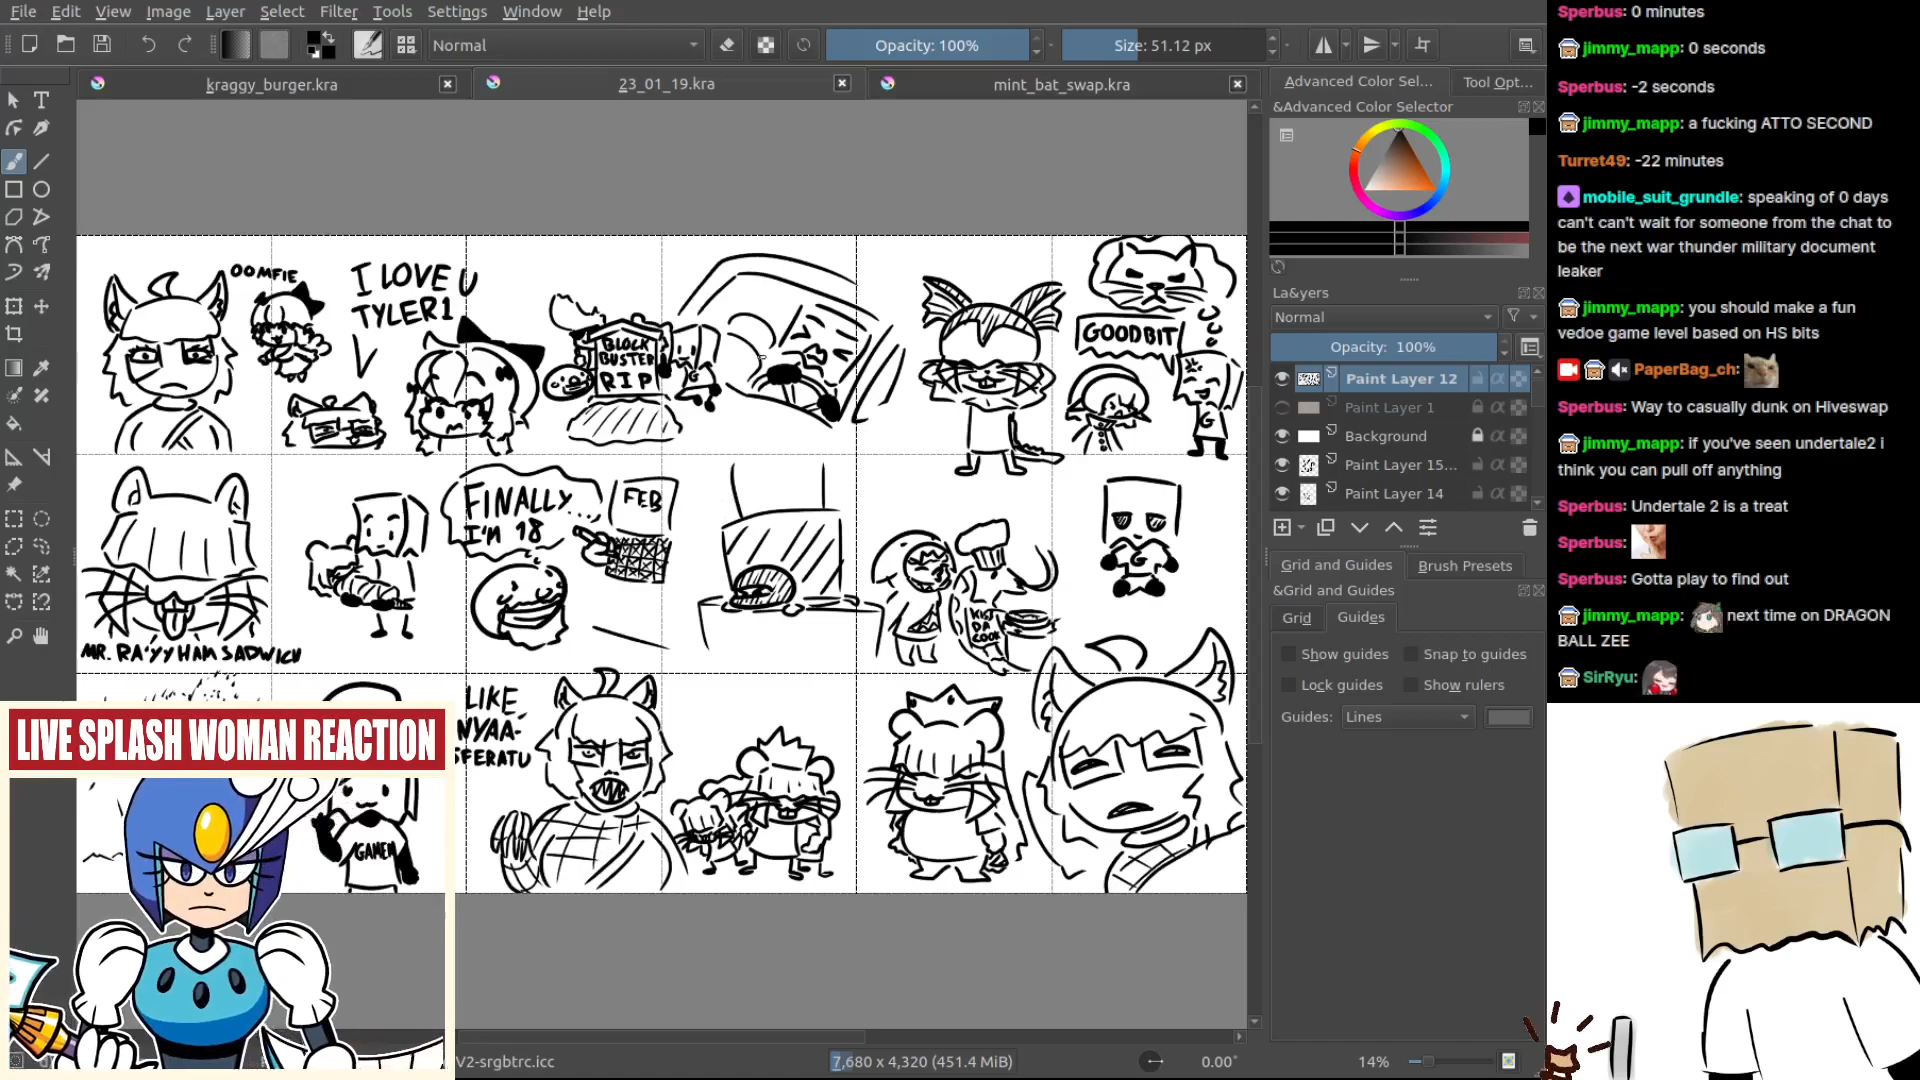 File Edit View Image Layer Select Filter Tools Settings Window Help
Normal
Opacity: 100%
Size: 51.12 px
kraggy_burger.kra
23_01_19.kra
mint_bat_swap.kra
Advanced Color Sel...
Tool Opt...
&Advanced Color Selector
La&yers
Normal
Opacity: 100%
Paint Layer 12
Paint Layer 1
Background
Paint Layer 15...
Paint Layer 14
Grid and Guides
Brush Presets
&Grid and Guides
Grid
Guides
Show guides
Snap to guides
Lock guides
Show rulers
Guides:
Lines
OOMFIE
I LOVE U
TYLER1
BLOCK
BUSTER
RIP
GOODBIT
G
MR. RA'YYHAM SADWICH
FINALLY...
I'M 18
FEB
KISS
DA
COOK
G
LIKE
NYAA-
SFERATU
GAMEN
LIVE SPLASH WOMAN REACTION
V2-srgbtrc.icc
7,680 x 4,320 (451.4 MiB)
0.00°
14%
Sperbus: 0 minutes
jimmy_mapp: 0 seconds
Sperbus: -2 seconds
jimmy_mapp: a fucking ATTO SECOND
Turret49: -22 minutes
mobile_suit_grundle: speaking of 0 days
can't can't wait for someone from the chat to
be the next war thunder military document
leaker
jimmy_mapp: you should make a fun
vedoe game level based on HS bits
PaperBag_ch:
Sperbus: Way to casually dunk on Hiveswap
jimmy_mapp: if you've seen undertale2 i
think you can pull off anything
Sperbus: Undertale 2 is a treat
Sperbus:
Sperbus: Gotta play to find out
jimmy_mapp: next time on DRAGON
BALL ZEE
SirRyu: